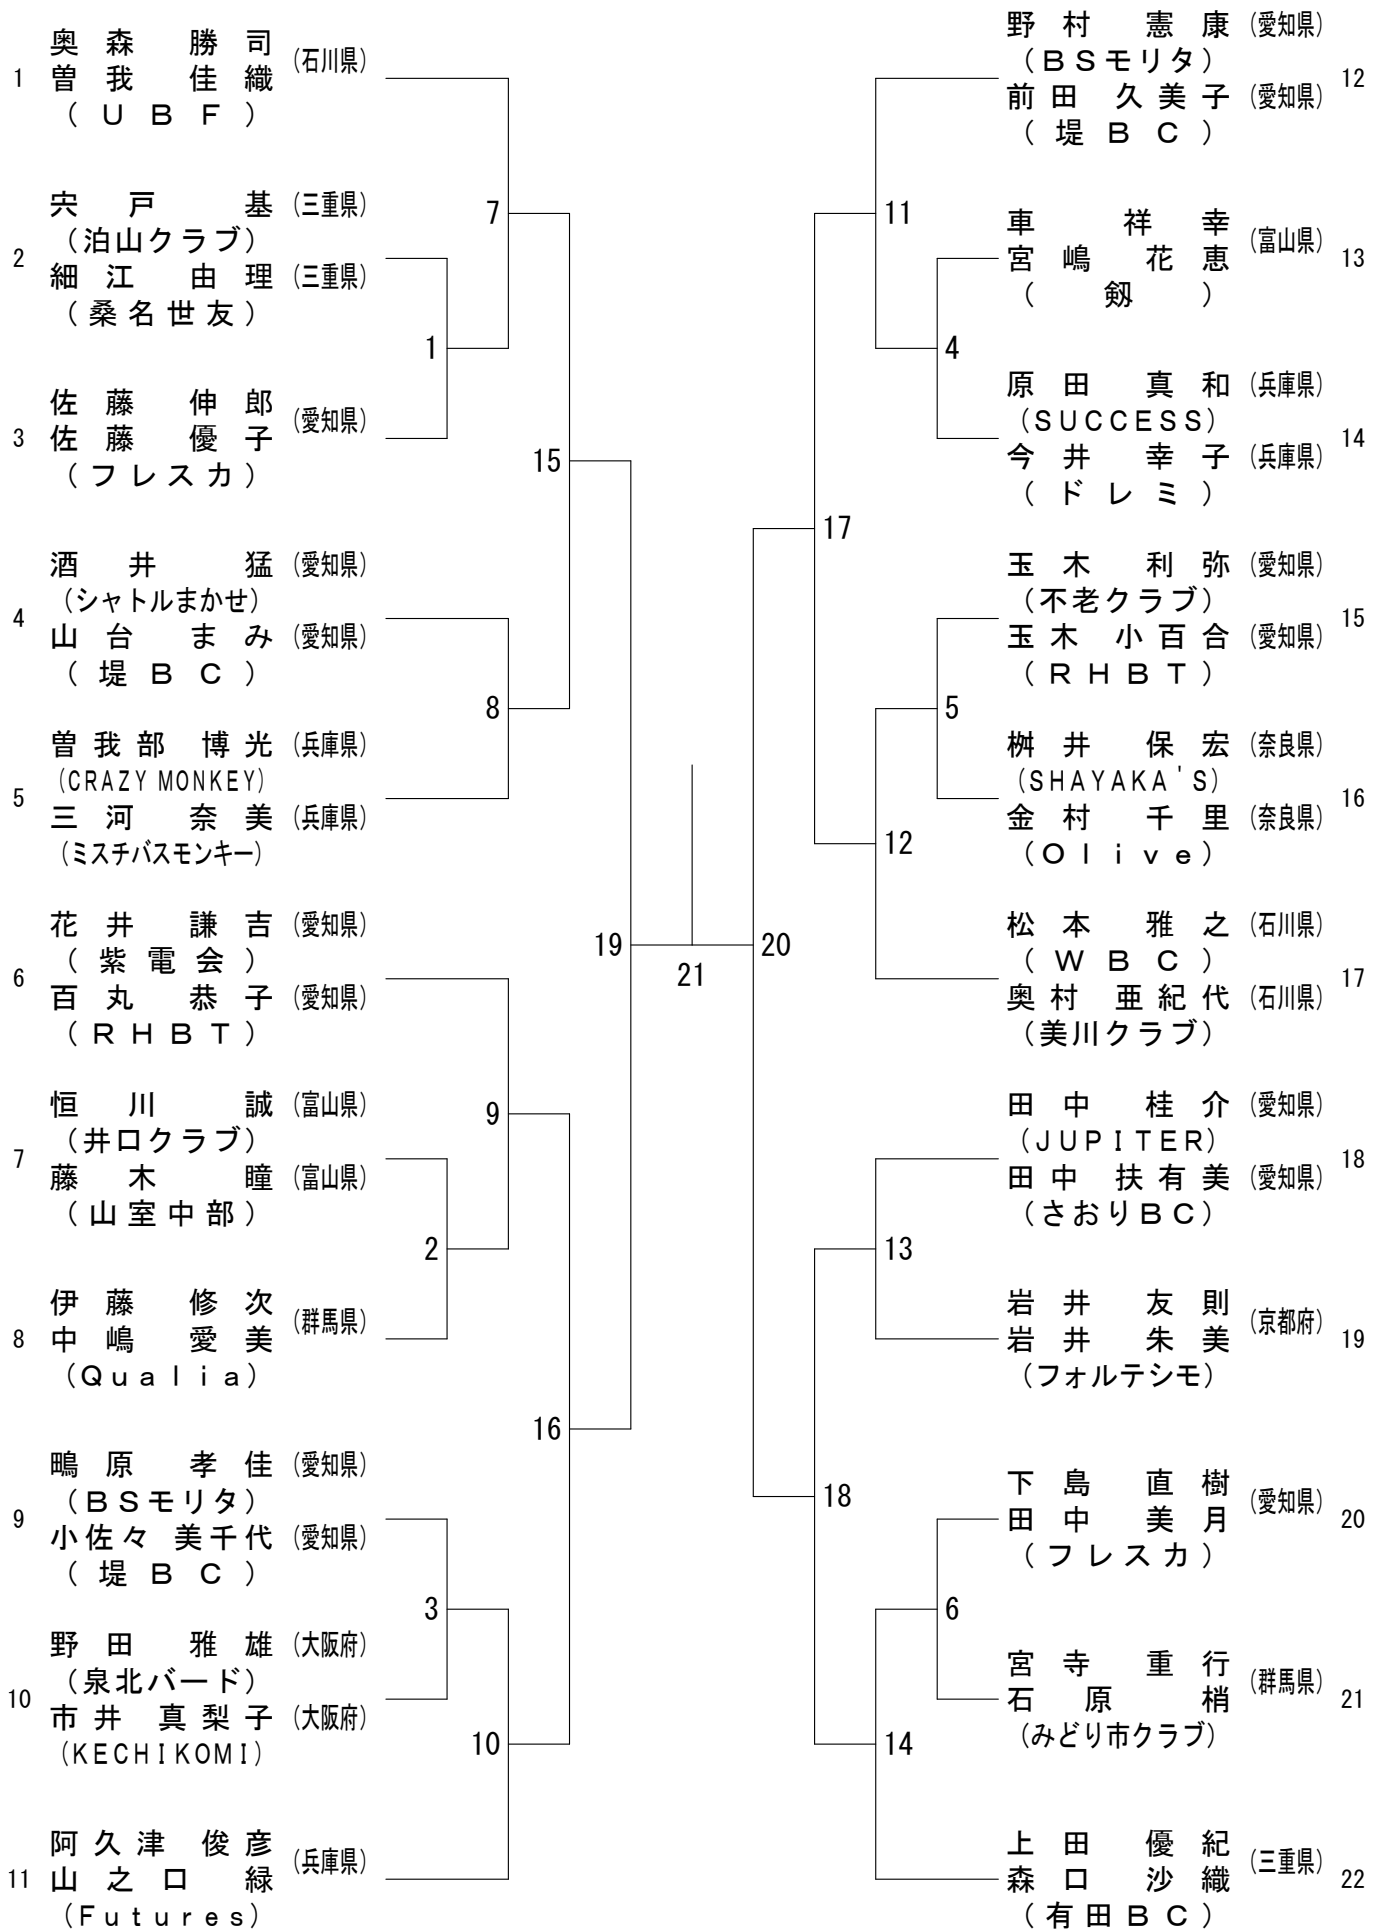 奥森 勝司 (石川県)
1 曽我 佳織
(UBF)
宍戸 基 (三重県)
(泊山クラブ)
2 細江 由理 (三重県)
(桑名世友)
佐藤 伸郎 (愛知県)
3 佐藤 優子
(フレスカ)
酒井 猛 (愛知県)
(シャトルまかせ)
4 山台 まみ (愛知県)
(堤BC)
曽我部 博光 (兵庫県)
(CRAZY MONKEY)
5 三河 奈美 (兵庫県)
(ミスチバスモンキー)
花井 謙吉 (愛知県)
(紫電会)
6 百丸 恭子 (愛知県)
(RHBT)
恒川 誠 (富山県)
(井口クラブ)
7 藤木 瞳 (富山県)
(山室中部)
伊藤 修次 (群馬県)
8 中嶋 愛美
(Qualia)
鴫原 孝佳 (愛知県)
(BSモリタ)
9 小佐々 美千代 (愛知県)
(堤BC)
野田 雅雄 (大阪府)
(泉北バード)
10 市井 真梨子 (大阪府)
(KECHIKOMI)
阿久津 俊彦 (兵庫県)
11 山之口 緑
(Futures)
7
1
15
8
19
9
2
16
3
10
21
20
11
4
17
5
12
13
18
6
14
野村 憲康 (愛知県)
(BSモリタ)
前田 久美子 (愛知県) 12
(堤BC)
車 祥幸 (富山県)
宮嶋 花恵 13
(剱)
原田 真和 (兵庫県)
(SUCCESS)
今井 幸子 (兵庫県) 14
(ドレミ)
玉木 利弥 (愛知県)
(不老クラブ)
玉木 小百合 (愛知県) 15
(RHBT)
桝井 保宏 (奈良県)
(SHAYAKA'S)
金村 千里 (奈良県) 16
(Olive)
松本 雅之 (石川県)
(WBC)
奥村 亜紀代 (石川県) 17
(美川クラブ)
田中 桂介 (愛知県)
(JUPITER)
田中 扶有美 (愛知県) 18
(さおりBC)
岩井 友則 (京都府)
岩井 朱美 19
(フォルテシモ)
下島 直樹 (愛知県)
田中 美月 20
(フレスカ)
宮寺 重行 (群馬県)
石原 梢 21
(みどり市クラブ)
上田 優紀 (三重県)
森口 沙織 22
(有田BC)